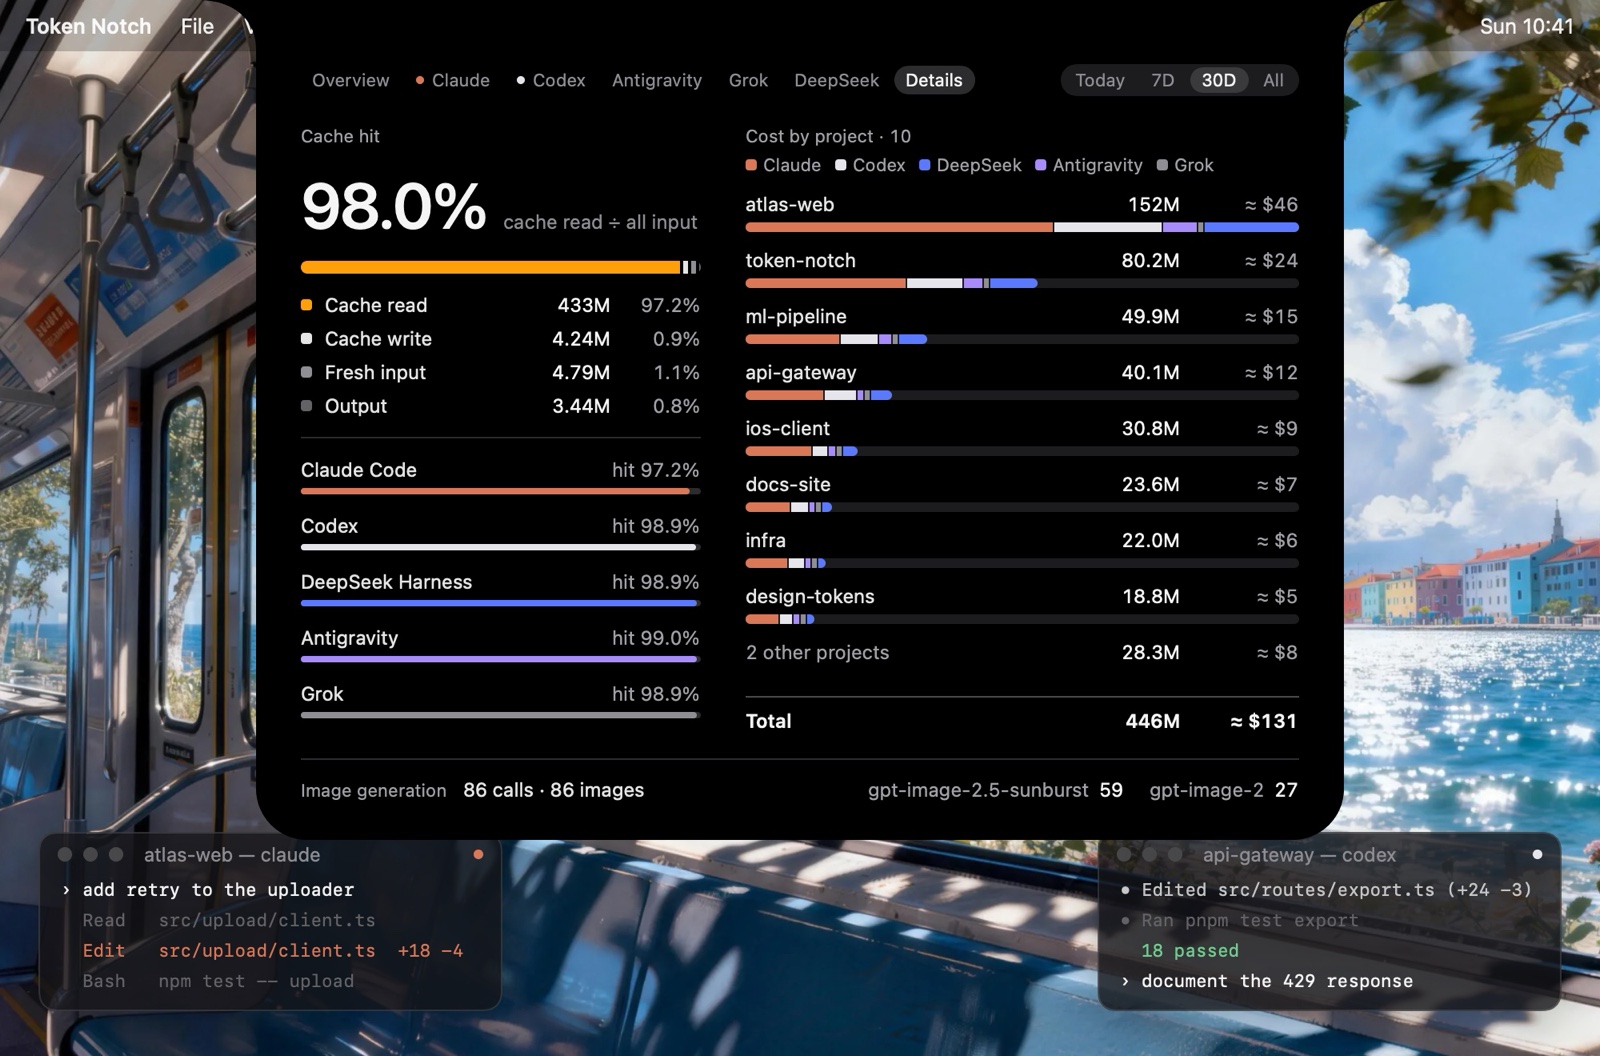 Token Notch File
Sun 10:41
Overview Claude Codex Antigravity Grok DeepSeek Details
Today 7D 30D All
Cache hit
98.0% cache read ÷ all input
Cache read 433M 97.2%
Cache write 4.24M 0.9%
Fresh input 4.79M 1.1%
Output 3.44M 0.8%
Claude Code hit 97.2%
Codex hit 98.9%
DeepSeek Harness hit 98.9%
Antigravity hit 99.0%
Grok hit 98.9%
Cost by project · 10
Claude Codex DeepSeek Antigravity Grok
atlas-web 152M ≈ $46
token-notch 80.2M ≈ $24
ml-pipeline 49.9M ≈ $15
api-gateway 40.1M ≈ $12
ios-client 30.8M ≈ $9
docs-site 23.6M ≈ $7
infra 22.0M ≈ $6
design-tokens 18.8M ≈ $5
2 other projects 28.3M ≈ $8
Total 446M ≈ $131
Image generation 86 calls · 86 images
gpt-image-2.5-sunburst 59 gpt-image-2 27
atlas-web — claude
› add retry to the uploader
Read src/upload/client.ts
Edit src/upload/client.ts +18 −4
Bash npm test -- upload
api-gateway — codex
• Edited src/routes/export.ts (+24 −3)
• Ran pnpm test export
18 passed
› document the 429 response